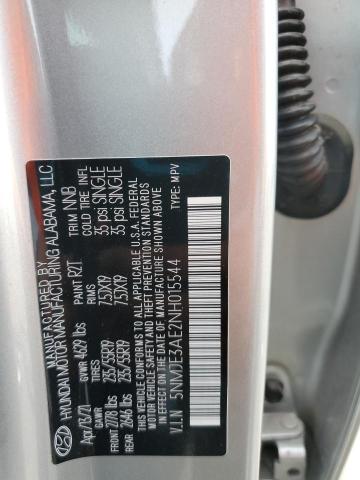 MANUFACTURED BY
HYUNDAI MOTOR MANUFACTURING ALABAMA, LLC
Apr/13/21 GVWR 4629 lbs PAINT R2T TRIM NNB
GAWR TIRES RIMS COLD TIRE INFL
FRONT 2778 lbs 235/55R19 7.5JX19 35 psi SINGLE
REAR 2646 lbs 235/55R19 7.5JX19 35 psi SINGLE
THIS VEHICLE CONFORMS TO ALL APPLICABLE U.S.A. FEDERAL
MOTOR VEHICLE SAFETY, BUMPER, AND THEFT PREVENTION STANDARDS
IN EFFECT ON THE DATE OF MANUFACTURE SHOWN ABOVE.
V.I.N 5NMJE3AE2NH015544 TYPE: MPV